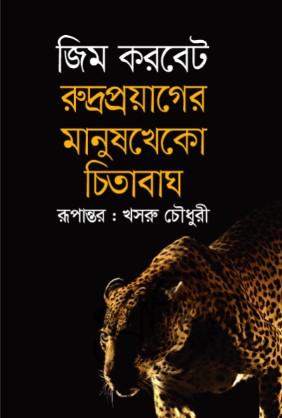 জিম করবেট
রুদ্রপ্রয়াগের
মানুষখেকো
চিতাবাঘ
রূপান্তর : খসরু চৌধুরী